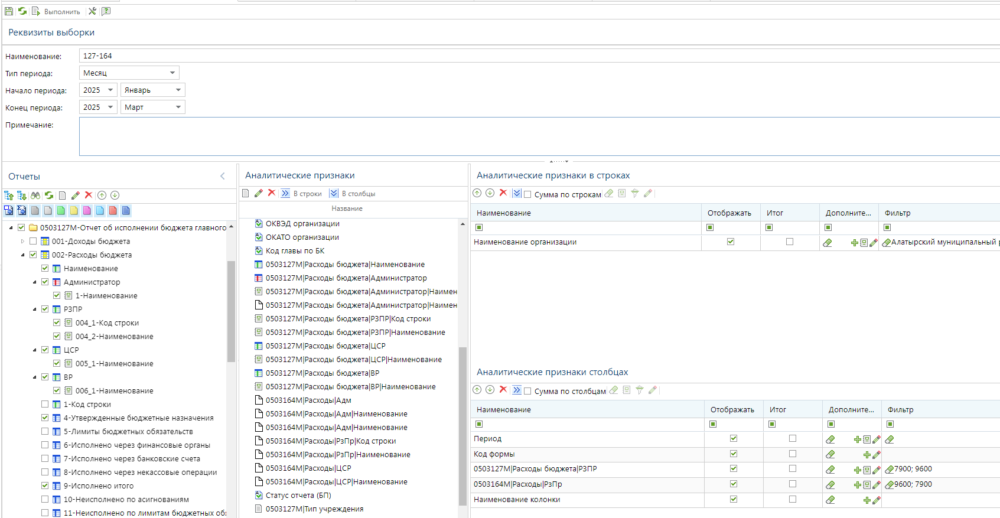 Выполнить
Реквизиты выборки
Наименование: 127-164
Тип периода: Месяц
Начало периода: 2025 Январь
Конец периода: 2025 Март
Примечание:
Отчеты
0503127М-Отчет об исполнении бюджета главного
001-Доходы бюджета
002-Расходы бюджета
Наименование
Администратор
1-Наименование
РЗПР
004_1-Код строки
004_2-Наименование
ЦСР
005_1-Наименование
ВР
006_1-Наименование
1-Код строки
4-Утвержденные бюджетные назначения
5-Лимиты бюджетных обязательств
6-Исполнено через финансовые органы
7-Исполнено через банковские счета
8-Исполнено через некассовые операции
9-Исполнено итого
10-Неисполнено по асигнованиям
11-Неисполнено по лимитам бюджетных обя
Аналитические признаки
В строки В столбцы
Название
ОКВЭД организации
ОКАТО организации
Код главы по БК
0503127М|Расходы бюджета|Наименование
0503127М|Расходы бюджета|Администратор
0503127М|Расходы бюджета|Администратор|Наимен
0503127М|Расходы бюджета|Администратор|Наимен
0503127М|Расходы бюджета|РЗПР|Код строки
0503127М|Расходы бюджета|РЗПР|Наименование
0503127М|Расходы бюджета|ЦСР
0503127М|Расходы бюджета|ЦСР|Наименование
0503127М|Расходы бюджета|ВР
0503127М|Расходы бюджета|ВР|Наименование
0503164М|Расходы|Адм
0503164М|Расходы|Адм|Наименование
0503164М|Расходы|Адм|Наименование
0503164М|Расходы|РзПр|Код строки
0503164М|Расходы|РзПр|Наименование
0503164М|Расходы|ЦСР
0503164М|Расходы|ЦСР|Наименование
Статус отчета (БП)
0503127М|Тип учреждения
Аналитические признаки в строках
Сумма по строкам
Наименование Отображать Итог Дополните... Фильтр
Наименование организации Алатырский муниципальный р
Аналитические признаки столбцах
Сумма по столбцам
Наименование Отображать Итог Дополните... Фильтр
Период
Код формы
0503127М|Расходы бюджета|РЗПР 7900; 9600
0503164М|Расходы|РзПр 9600; 7900
Наименование колонки